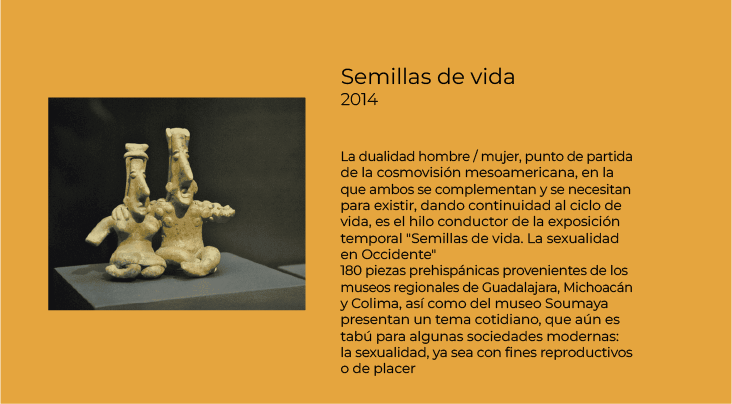 Semillas de vida
2014
La dualidad hombre / mujer, punto de partida
de la cosmovisión mesoamericana, en la
que ambos se complementan y se necesitan
para existir, dando continuidad al ciclo de
vida, es el hilo conductor de la exposición
temporal "Semillas de vida. La sexualidad
en Occidente"
180 piezas prehispánicas provenientes de los
museos regionales de Guadalajara, Michoacán
y Colima, así como del museo Soumaya
presentan un tema cotidiano, que aún es
tabú para algunas sociedades modernas:
la sexualidad, ya sea con fines reproductivos
o de placer